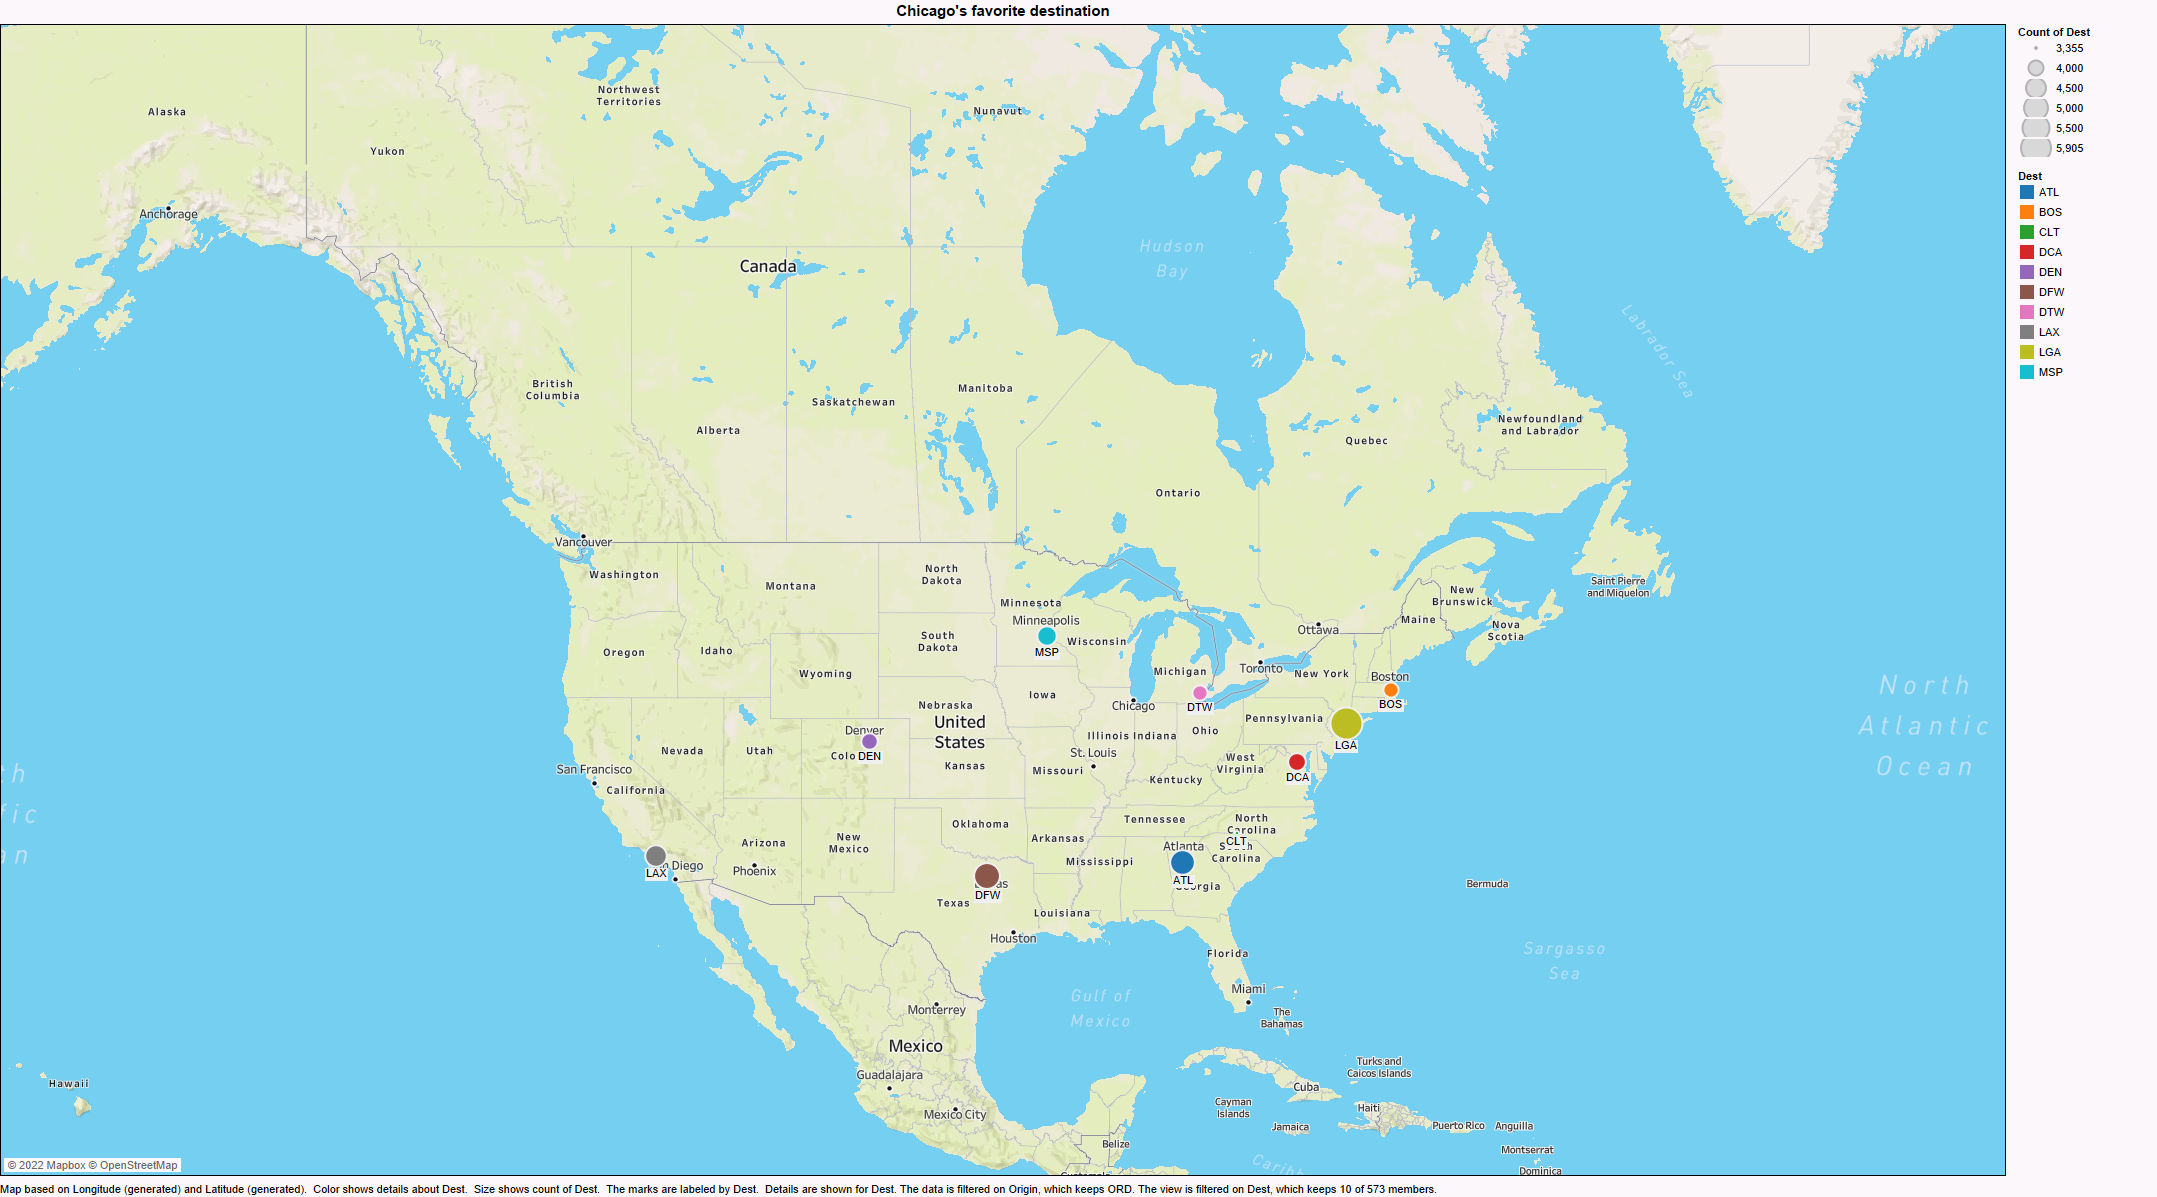 Chicago's favorite destination
Count of Dest
3,355
4,000
4,500
5,000
5,500
5,905
Dest
ATL
BOS
CLT
DCA
DEN
DFW
DTW
LAX
LGA
MSP
Alaska
Northwest
Territories
Nunavut
Yukon
Anchorage
Hudson
Bay
Canada
Labrador Sea
British
Columbia
Manitoba
Saskatchewan
Alberta
Newfoundland
and Labrador
Quebec
Ontario
Vancouver
Washington
North
Dakota
Montana
Saint Pierre
and Miquelon
New
Brunswick
Minnesota
Minneapolis
MSP
Wisconsin
Maine
Nova
Scotia
Ottawa
South
Dakota
Oregon
Idaho
Wyoming
Michigan
Toronto
New York
Boston
BOS
Iowa
Chicago
DTW
Nebraska
United
States
Pennsylvania
North
Atlantic
Ocean
Denver
Colo DEN
Nevada
Utah
Illinois Indiana
Ohio
LGA
St. Louis
Missouri
Kansas
West
Virginia
DCA
Kentucky
San Francisco
California
th
fic
an
Oklahoma
Tennessee
North
Carolina
CLT
South
Carolina
Arkansas
Arizona
New
Mexico
Atlanta
ATL
Georgia
Mississippi
LAX
n Diego
Phoenix
as
DFW
Texas
Louisiana
Bermuda
Houston
Florida
Sargasso
Sea
Miami
Gulf of
Mexico
The
Bahamas
Monterrey
Mexico
Turks and
Caicos Islands
Guadalajara
Hawaii
Cuba
Cayman
Islands
Haiti
Mexico City
Jamaica
Puerto Rico
Anguilla
Belize
Montserrat
Caribb
Dominica
Guatemala
© 2022 Mapbox © OpenStreetMap
Map based on Longitude (generated) and Latitude (generated). Color shows details about Dest. Size shows count of Dest. The marks are labeled by Dest. Details are shown for Dest. The data is filtered on Origin, which keeps ORD. The view is filtered on Dest, which keeps 10 of 573 members.